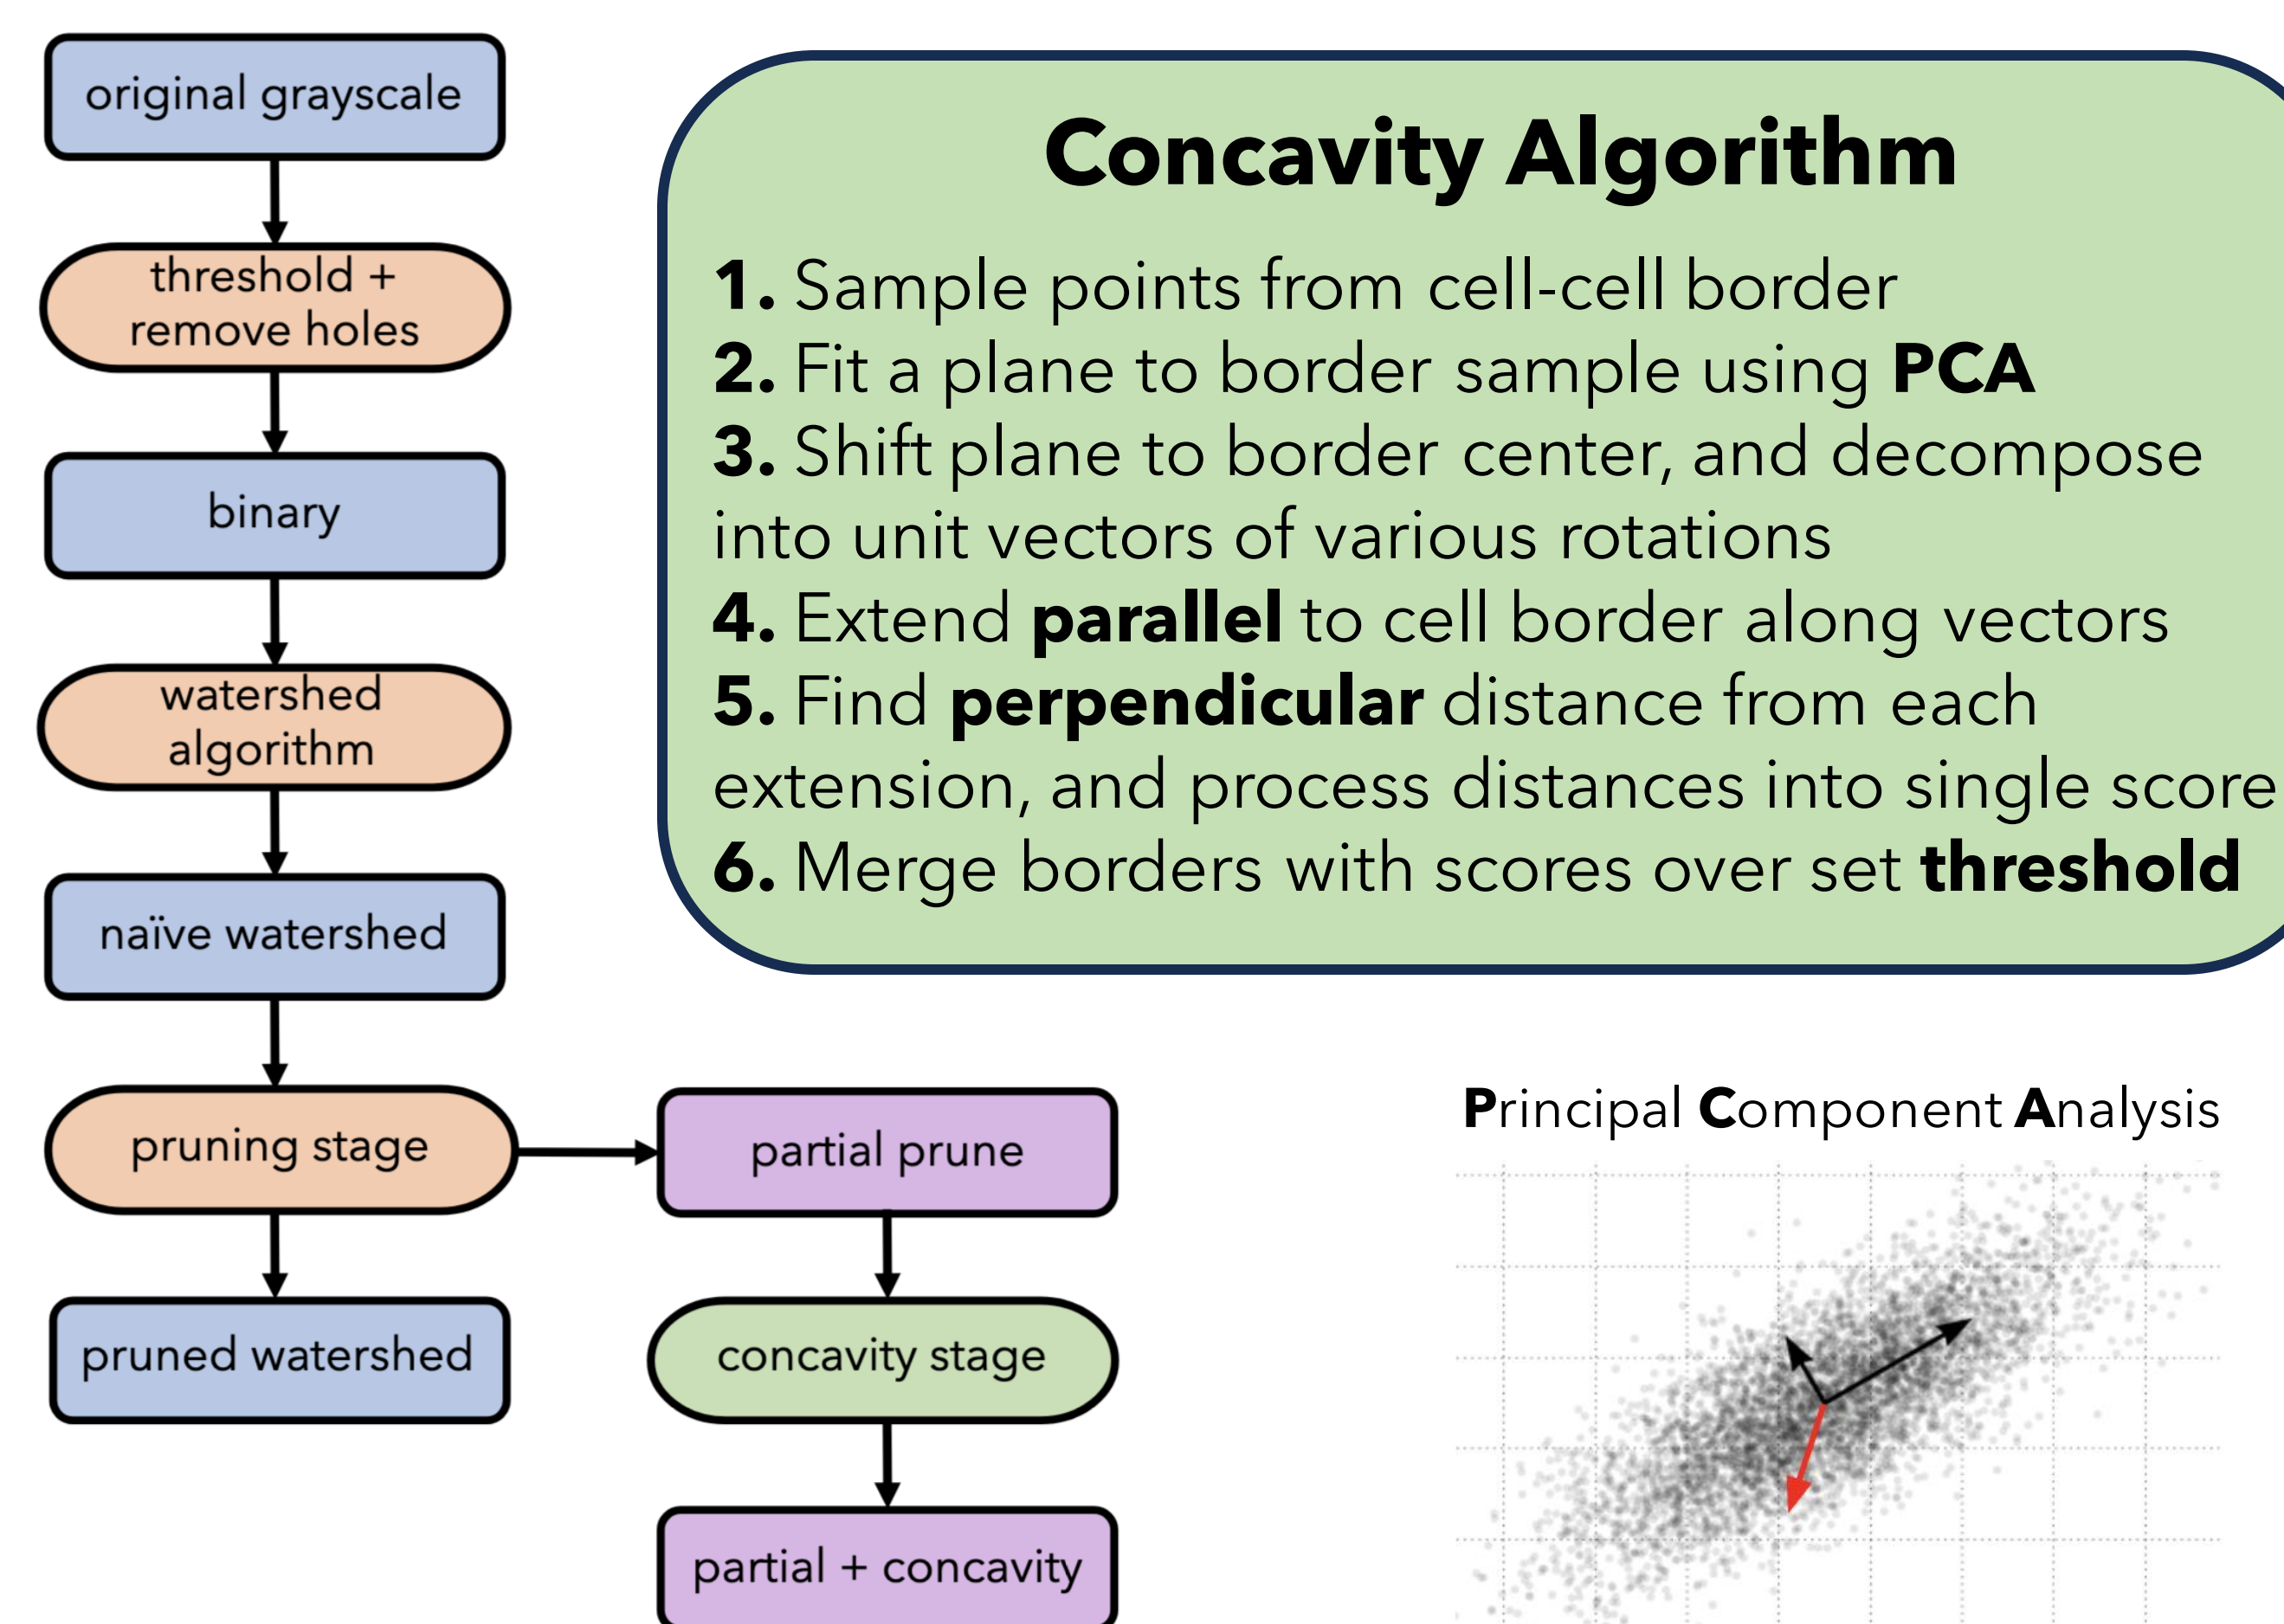 original grayscale
threshold +
remove holes
binary
watershed
algorithm
naïve watershed
pruning stage
pruned watershed
partial prune
concavity stage
partial + concavity
Concavity Algorithm
1. Sample points from cell-cell border
2. Fit a plane to border sample using PCA
3. Shift plane to border center, and decompose
into unit vectors of various rotations
4. Extend parallel to cell border along vectors
5. Find perpendicular distance from each
extension, and process distances into single score
6. Merge borders with scores over set threshold
Principal Component Analysis